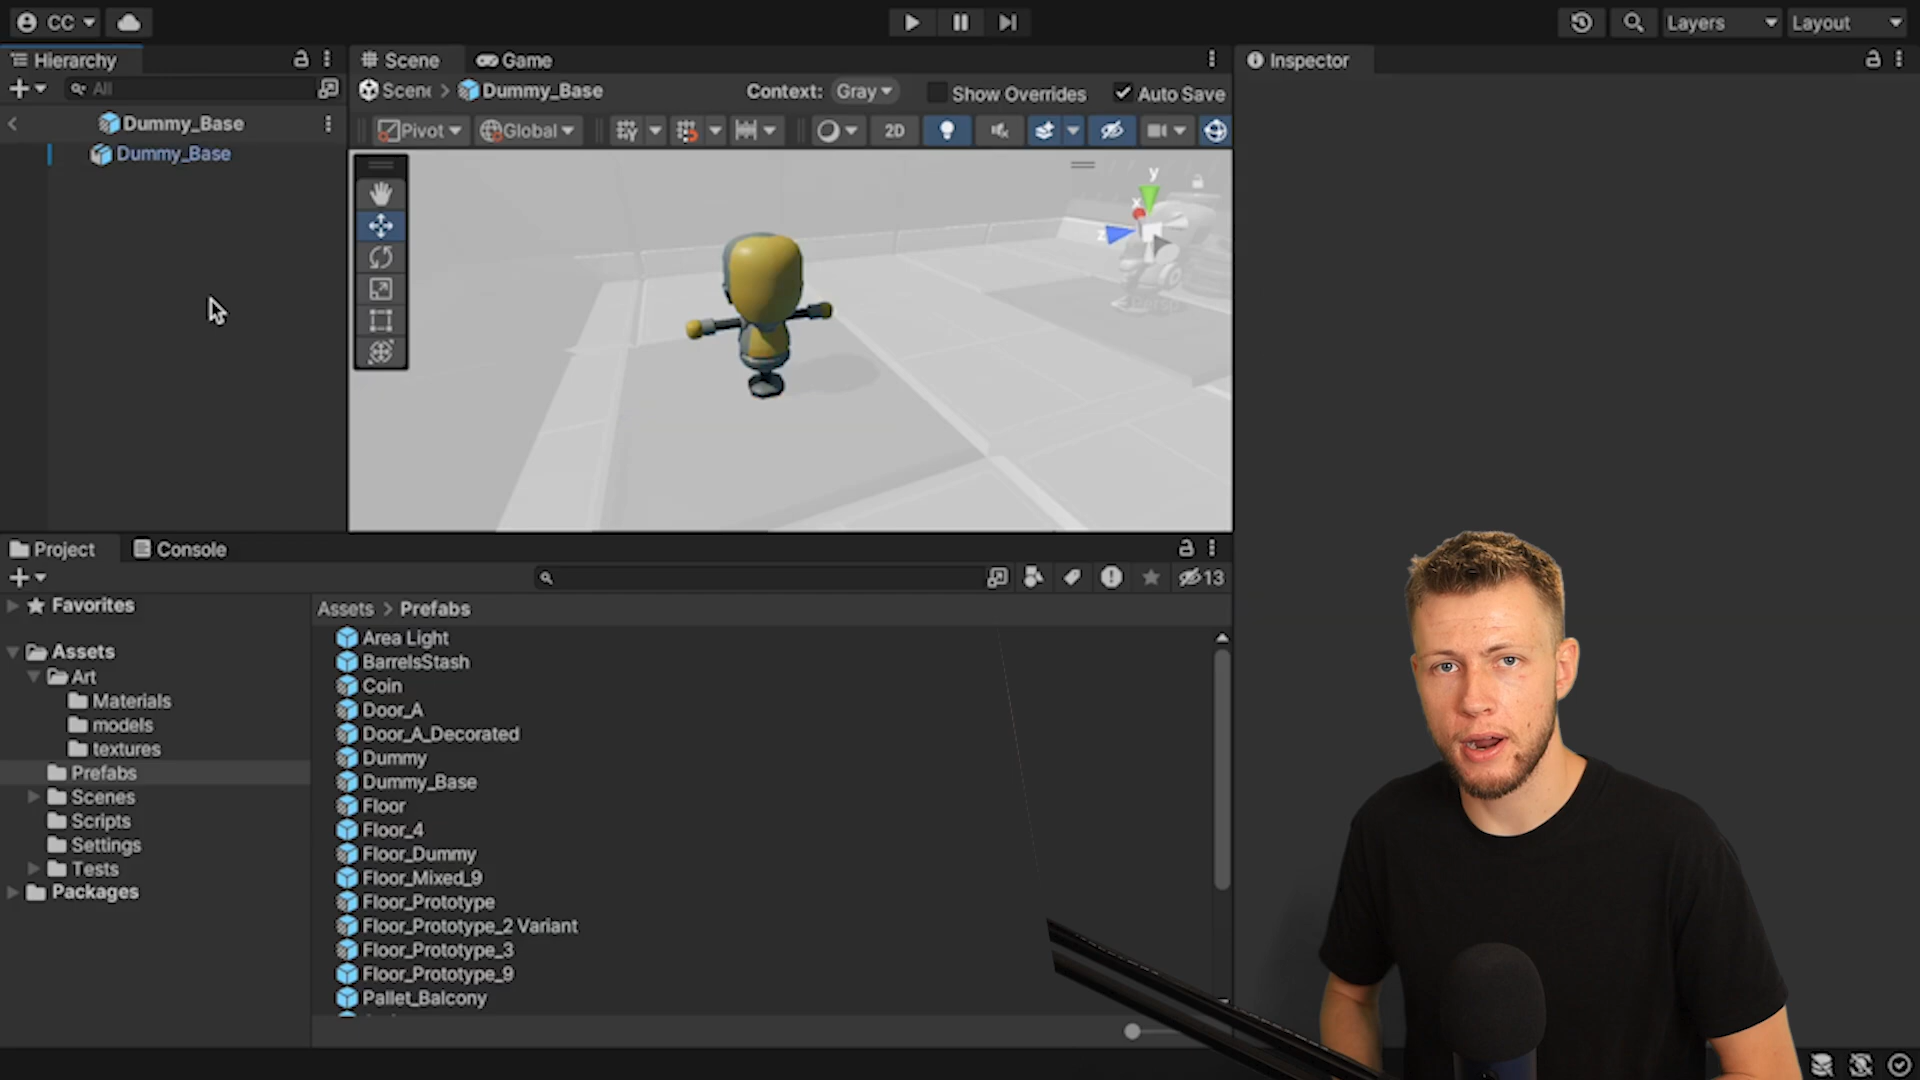 CC
Layers
Layout
Hierarchy
Scene
Game
Inspector
All
Scene > Dummy_Base
Context: Gray
Show Overrides
Auto Save
Dummy_Base
Pivot
Global
2D
Dummy_Base
y
x
z
Project
Console
13
Favorites
Assets > Prefabs
Assets
Art
Materials
models
textures
Prefabs
Scenes
Scripts
Settings
Tests
Packages
Area Light
BarrelsStash
Coin
Door_A
Door_A_Decorated
Dummy
Dummy_Base
Floor
Floor_4
Floor_Dummy
Floor_Mixed_9
Floor_Prototype
Floor_Prototype_2 Variant
Floor_Prototype_3
Floor_Prototype_9
Pallet_Balcony